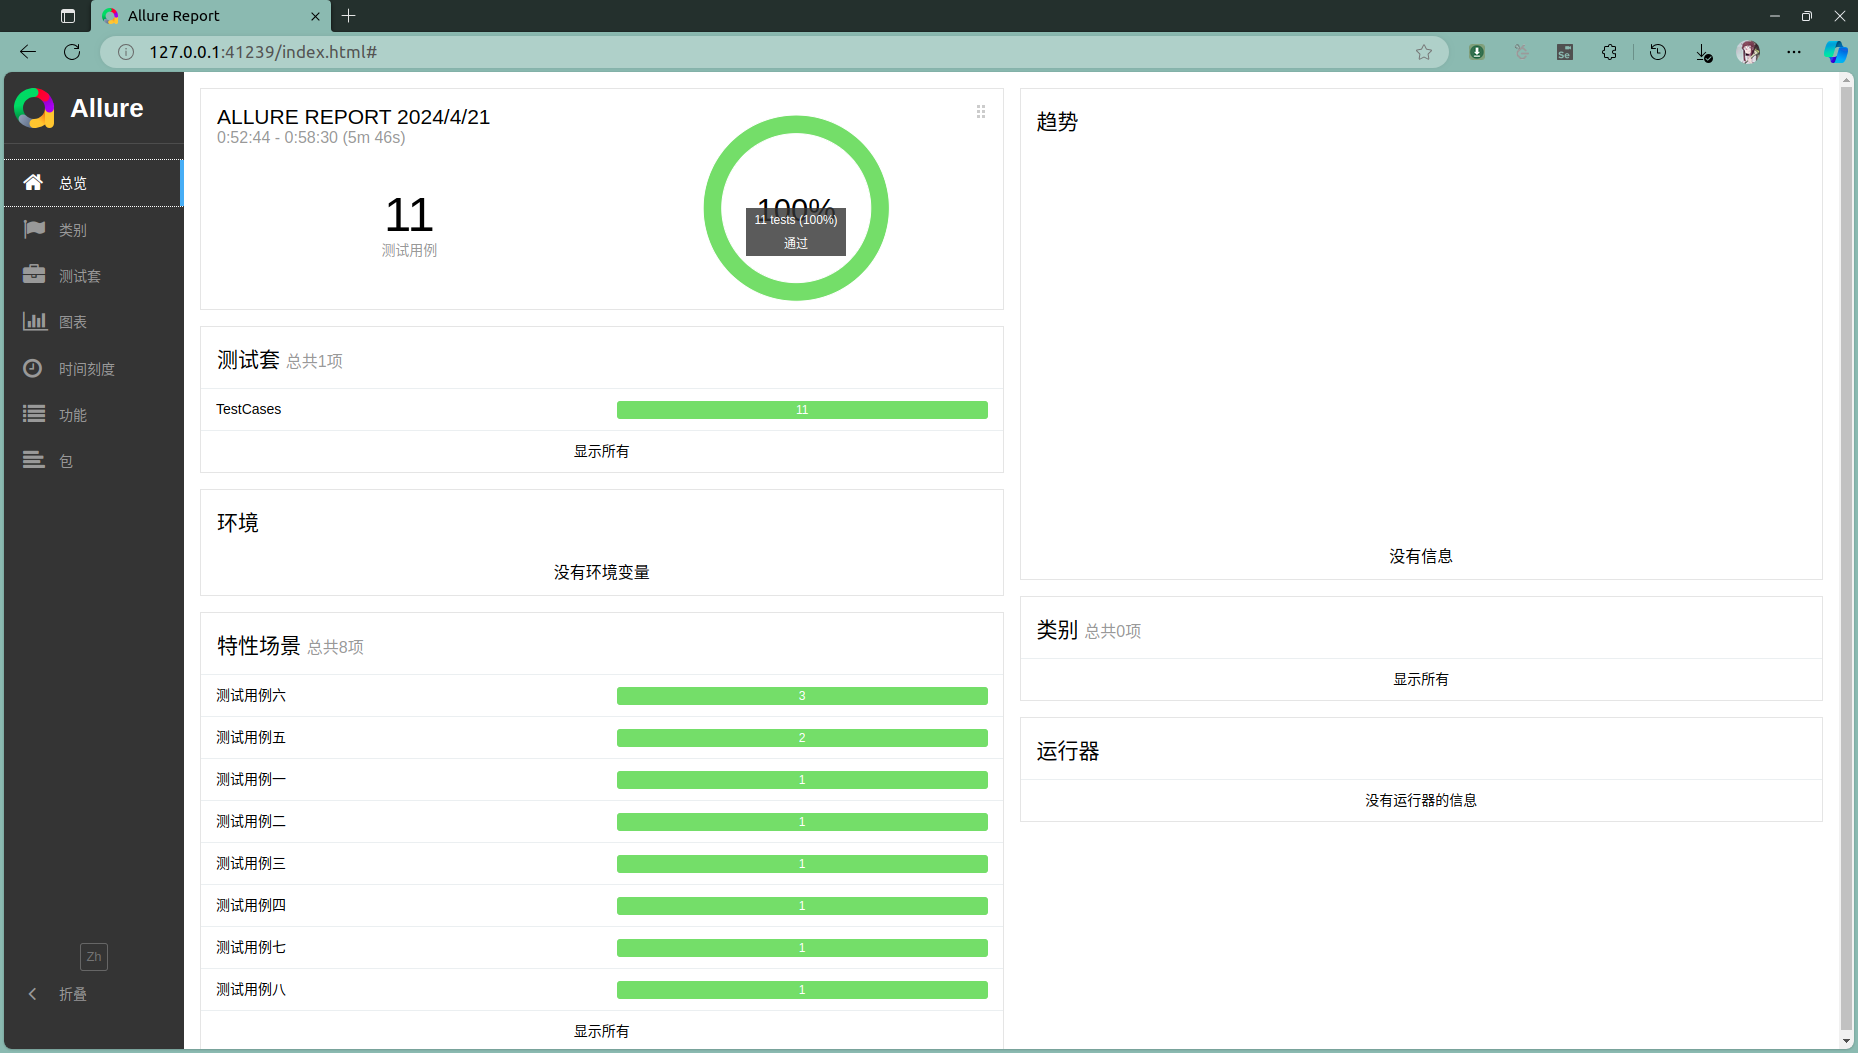 Allure Report
127.0.0.1:41239/index.html#
Se
Allure
总览
类别
测试套
图表
时间刻度
功能
包
Zh
折叠
ALLURE REPORT 2024/4/21
0:52:44 - 0:58:30 (5m 46s)
11
测试用例
100%
11 tests (100%)
通过
测试套 总共1项
TestCases 11
显示所有
环境
没有环境变量
特性场景 总共8项
测试用例六 3
测试用例五 2
测试用例一 1
测试用例二 1
测试用例三 1
测试用例四 1
测试用例七 1
测试用例八 1
显示所有
趋势
没有信息
类别 总共0项
显示所有
运行器
没有运行器的信息